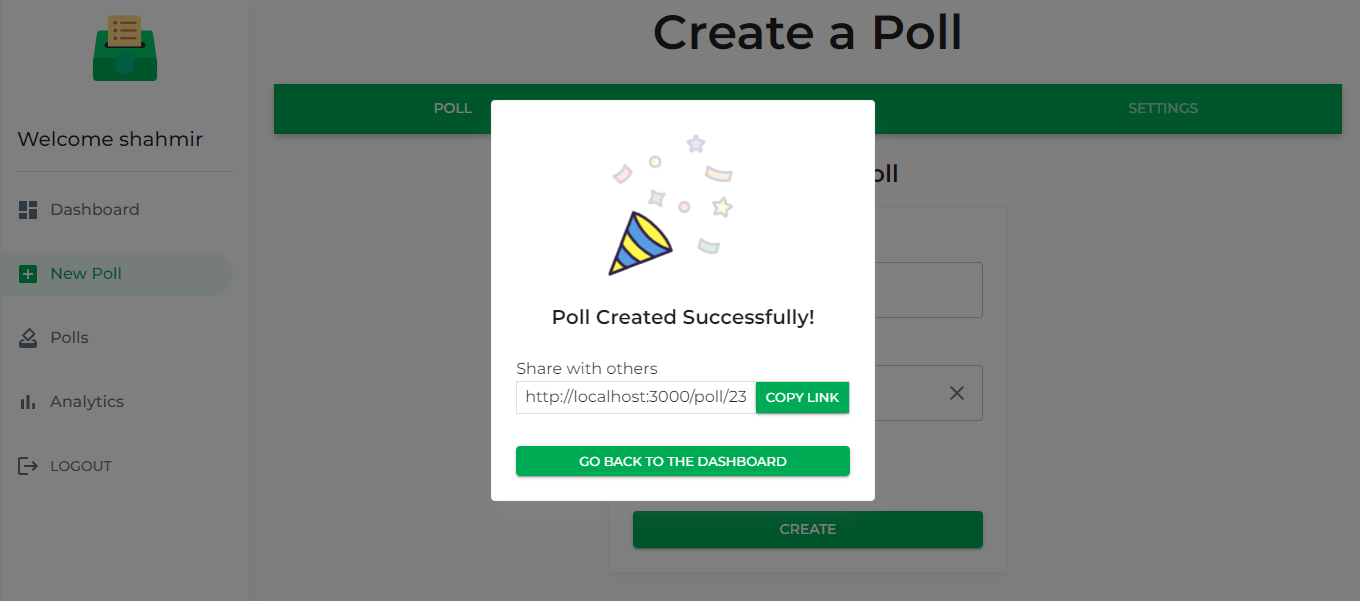 Create a Poll
Welcome shahmir
Dashboard
New Poll
Polls
Analytics
LOGOUT
POLL
SETTINGS
Poll Created Successfully!
Share with others
http://localhost:3000/poll/23
COPY LINK
GO BACK TO THE DASHBOARD
CREATE